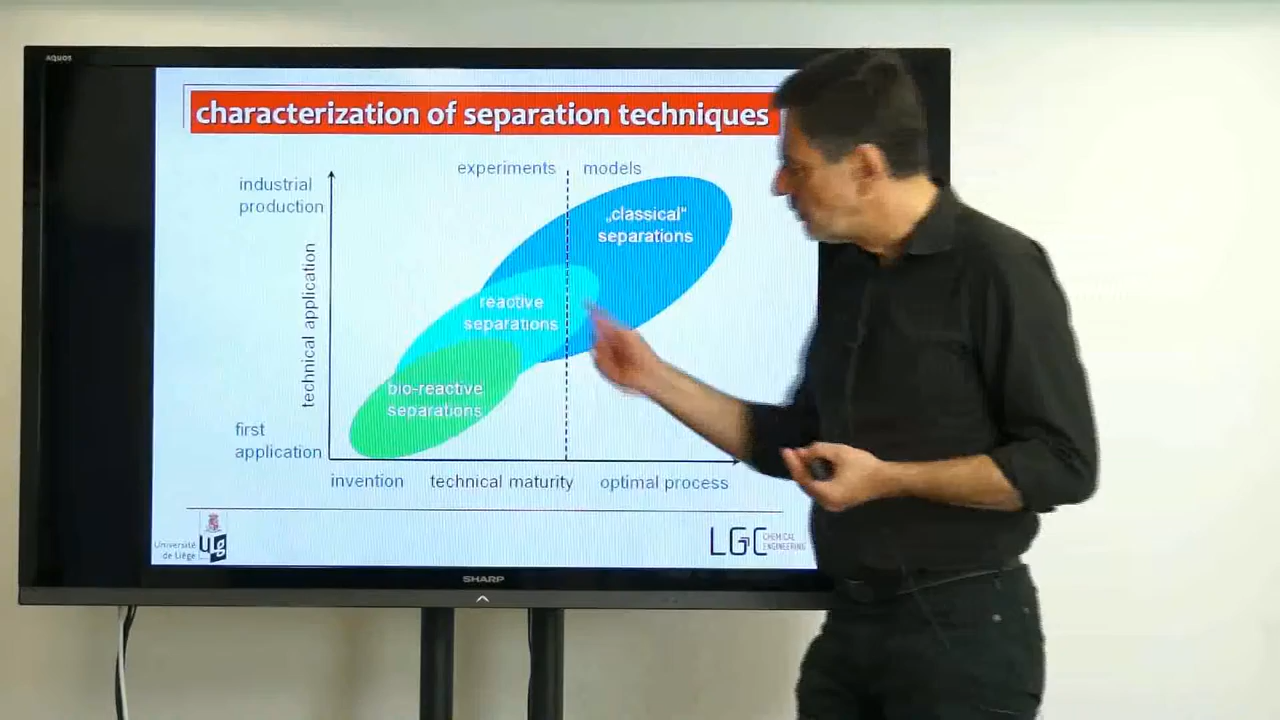 AQUOS
characterization of separation techniques
experiments
models
industrial
production
„classical“
separations
technical application
reactive
separations
bio-reactive
separations
first
application
invention
technical maturity
optimal process
Université
de Liège
ULg
LGC
CHEMICAL
ENGINEERING
SHARP